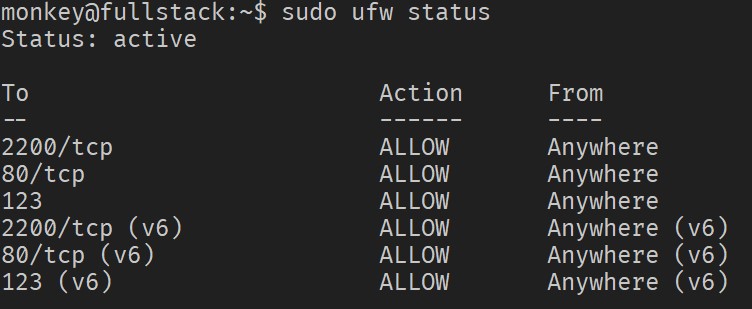 monkey@fullstack:~$ sudo ufw status
Status: active
To Action From
-- ------ ----
2200/tcp ALLOW Anywhere
80/tcp ALLOW Anywhere
123 ALLOW Anywhere
2200/tcp (v6) ALLOW Anywhere (v6)
80/tcp (v6) ALLOW Anywhere (v6)
123 (v6) ALLOW Anywhere (v6)